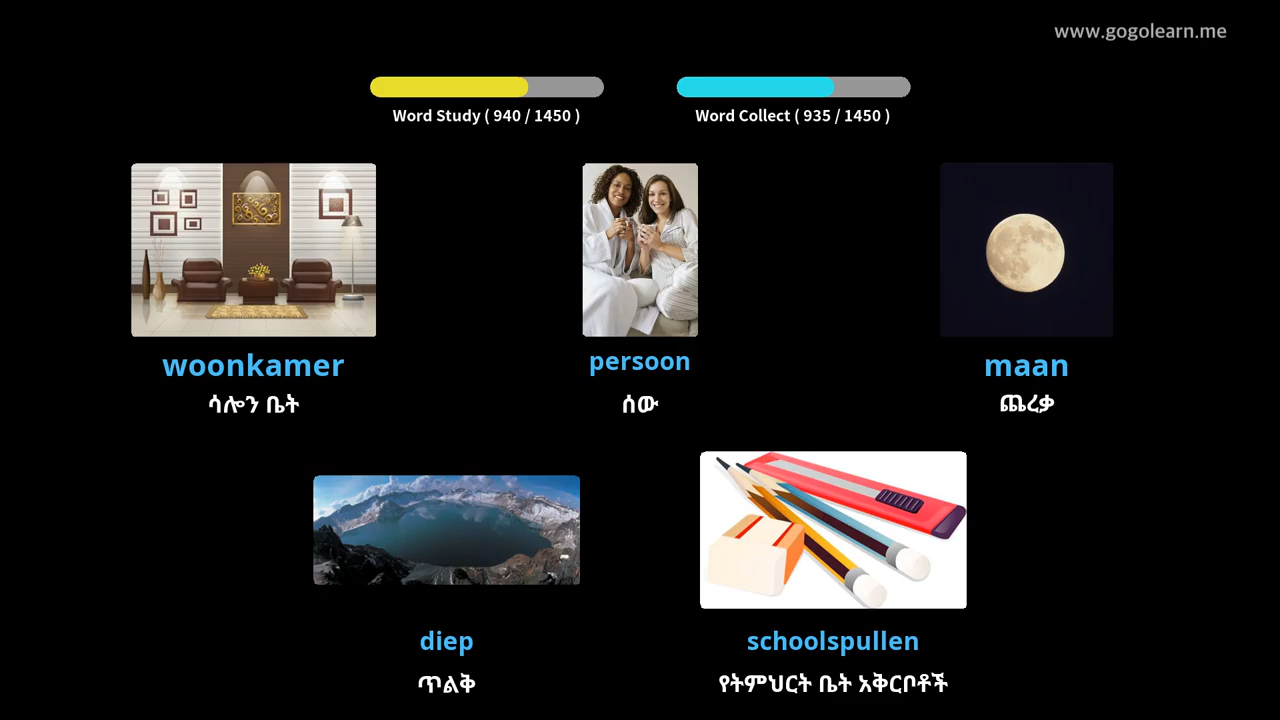 www.gogolearn.me
Word Study ( 940 / 1450 )
Word Collect ( 935 / 1450 )
woonkamer
ሳሎን ቤት
persoon
ሰው
maan
ጨረቃ
diep
ጥልቅ
schoolspullen
የትምህርት ቤት አቅርቦቶች